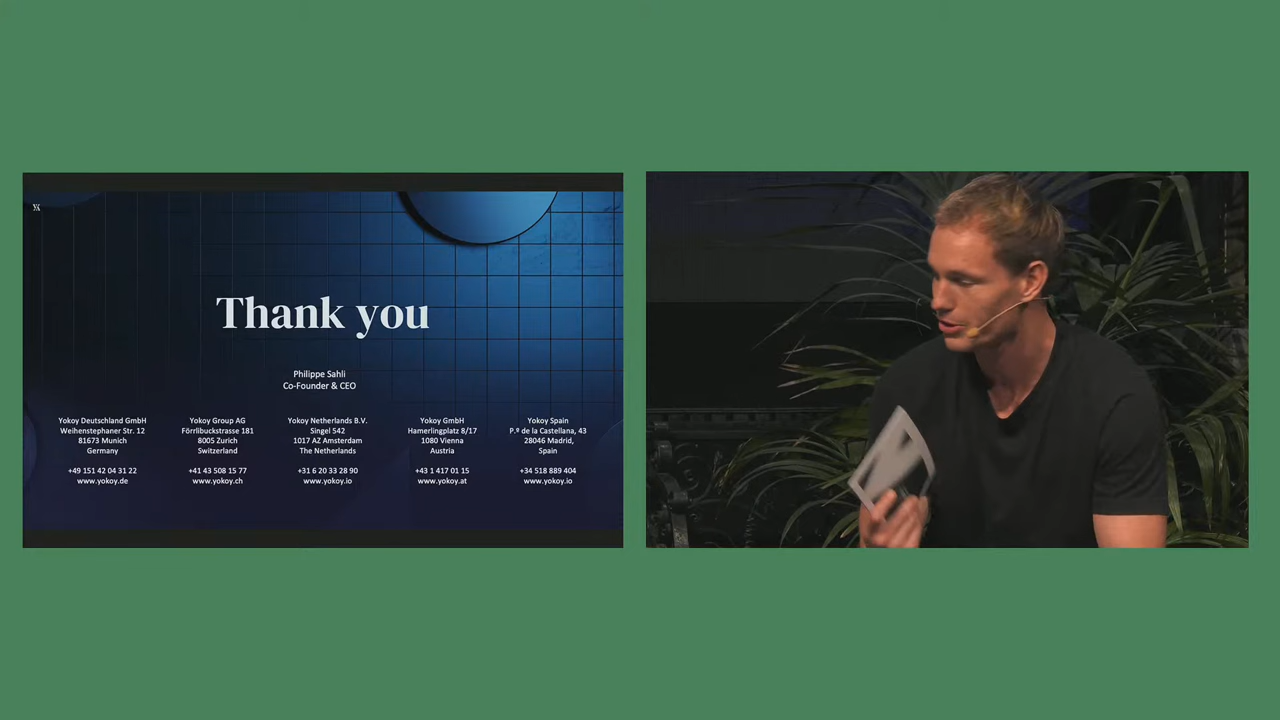 Thank you
Philippe Sahli
Co-Founder & CEO
Yokoy Deutschland GmbH
Weihenstephaner Str. 12
81673 Munich
Germany
+49 151 42 04 31 22
www.yokoy.de
Yokoy Group AG
Förrlibuckstrasse 181
8005 Zurich
Switzerland
+41 43 508 15 77
www.yokoy.ch
Yokoy Netherlands B.V.
Singel 542
1017 AZ Amsterdam
The Netherlands
+31 6 20 33 28 90
www.yokoy.io
Yokoy GmbH
Hamerlingplatz 8/17
1080 Vienna
Austria
+43 1 417 01 15
www.yokoy.at
Yokoy Spain
P.º de la Castellana, 43
28046 Madrid,
Spain
+34 518 889 404
www.yokoy.io